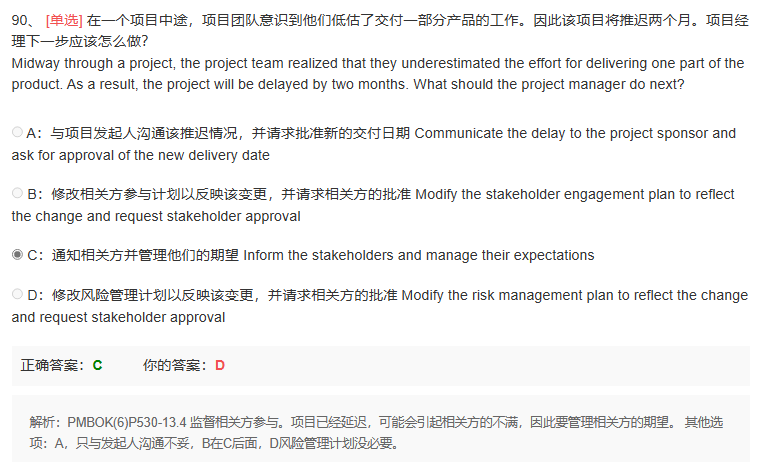 90、 [单选] 在一个项目中途，项目团队意识到他们低估了交付一部分产品的工作。因此该项目将推迟两个月。项目经
理下一步应该怎么做?
Midway through a project, the project team realized that they underestimated the effort for delivering one part of the
product. As a result, the project will be delayed by two months. What should the project manager do next?
A：与项目发起人沟通该推迟情况，并请求批准新的交付日期 Communicate the delay to the project sponsor and
ask for approval of the new delivery date
B：修改相关方参与计划以反映该变更，并请求相关方的批准 Modify the stakeholder engagement plan to reflect
the change and request stakeholder approval
C：通知相关方并管理他们的期望 Inform the stakeholders and manage their expectations
D：修改风险管理计划以反映该变更，并请求相关方的批准 Modify the risk management plan to reflect the change
and request stakeholder approval
正确答案：C 你的答案：D
解析：PMBOK(6)P530-13.4 监督相关方参与。项目已经延迟，可能会引起相关方的不满，因此要管理相关方的期望。 其他选
项：A，只与发起人沟通不妥，B在C后面，D风险管理计划没必要。